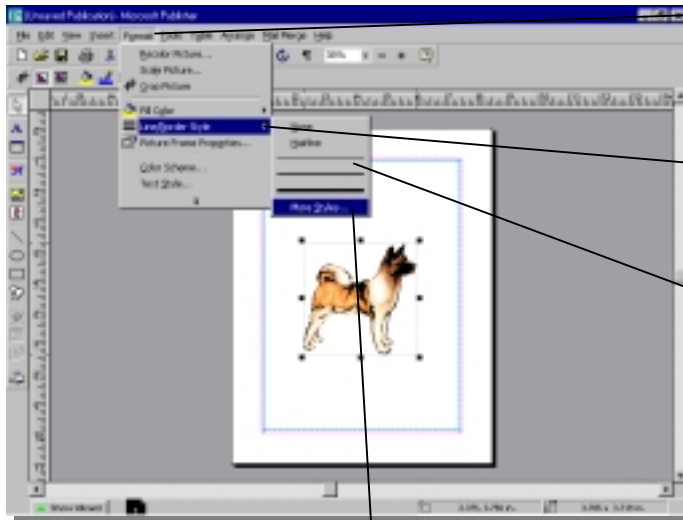 (Unsaved Publication) - Microsoft Publisher
File Edit View Insert Format Tools Table Arrange Mail Merge Help
Recolor Picture...
Scale Picture...
Crop Picture
Fill Color
Line/Border Style
Picture Frame Properties...
Color Scheme...
Text Style...
None
Hairline
More Styles...
Show Wizard